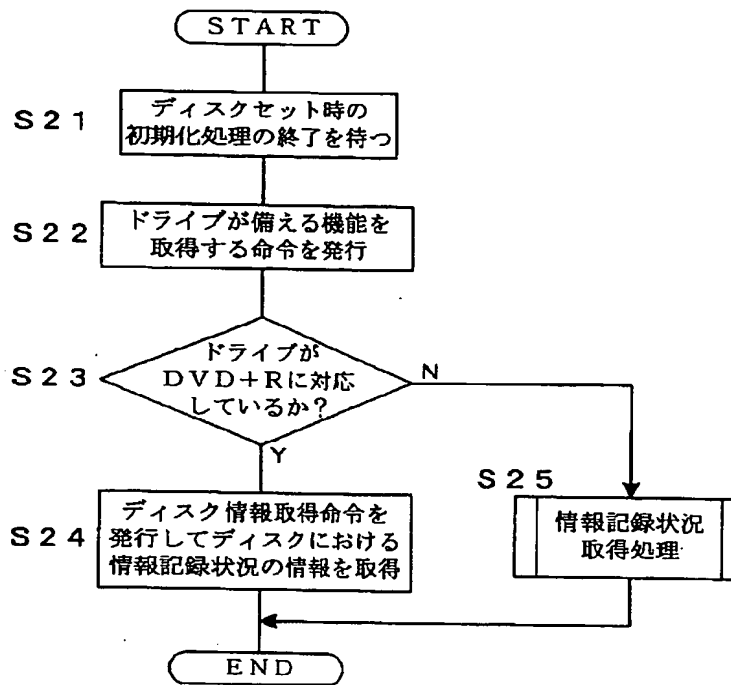 START
S21
ディスクセット時の
初期化処理の終了を待つ
S22
ドライブが備える機能を
取得する命令を発行
S23
ドライブが
DVD+Rに対応
しているか?
N
Y
S24
ディスク情報取得命令を
発行してディスクにおける
情報記録状況の情報を取得
S25
情報記録状況
取得処理
END